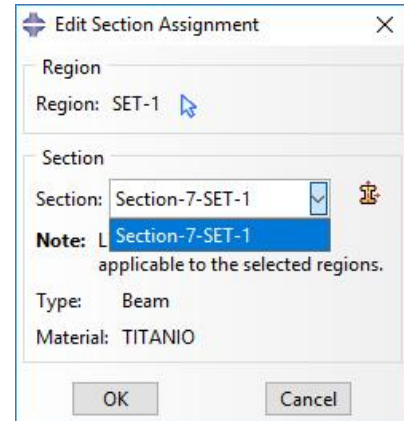 Edit Section Assignment
Region
Region: SET-1
Section
Section: Section-7-SET-1
Section-7-SET-1
Note: L
applicable to the selected regions.
Type: Beam
Material: TITANIO
OK Cancel